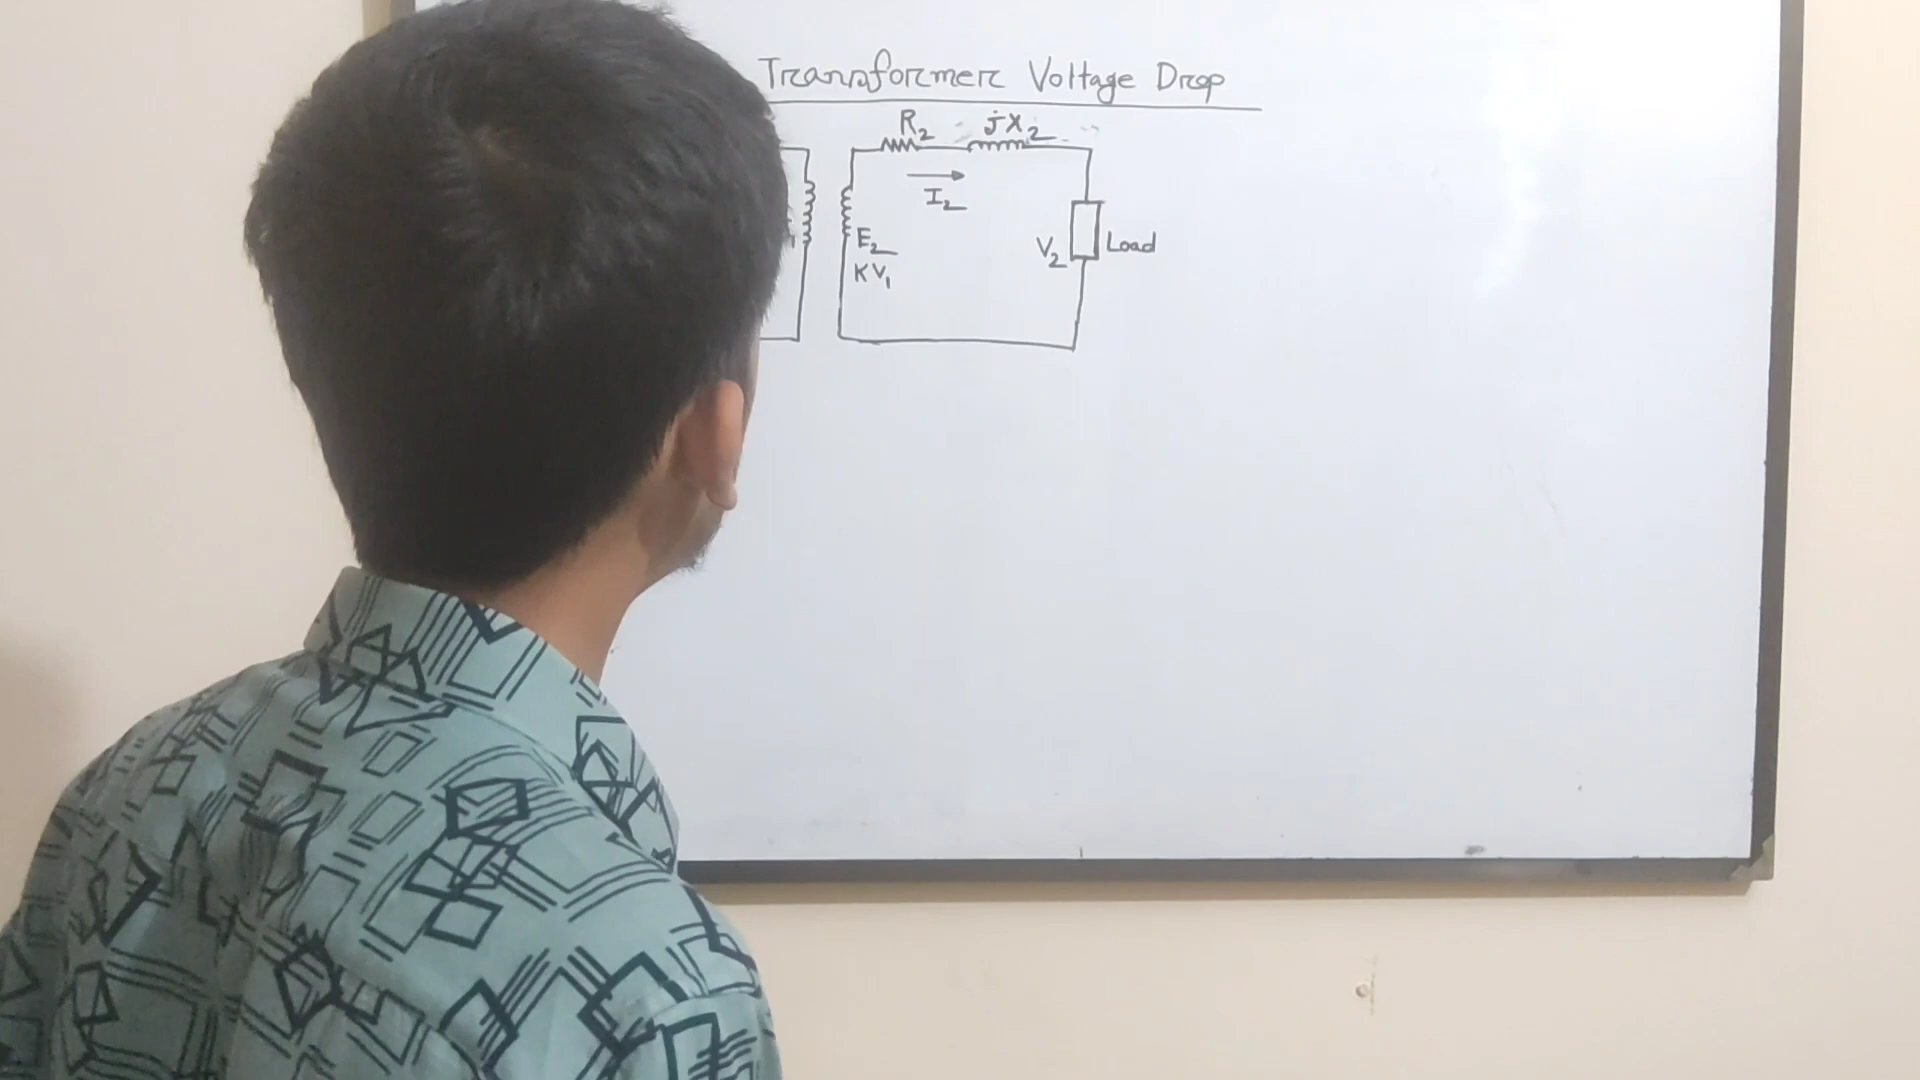 Transformer Voltage Drop
R2 jX2
I2
E2
KV1
V2 Load